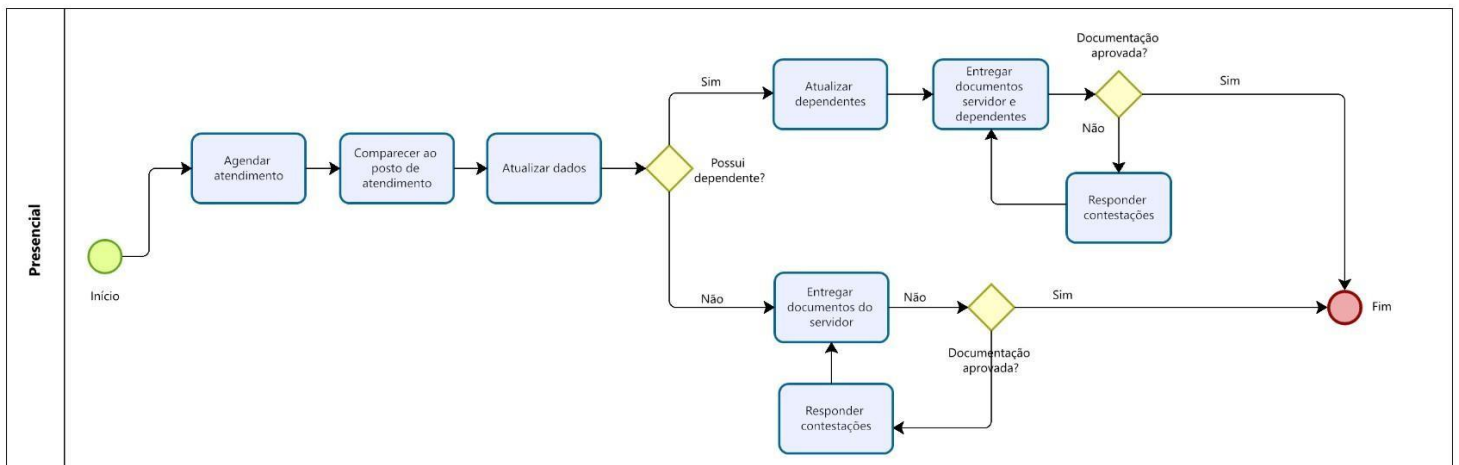 Presencial
Início
Agendar
atendimento
Comparecer ao
posto de
atendimento
Atualizar dados
Possui
dependente?
Sim
Atualizar
dependentes
Entregar
documentos
servidor e
dependentes
Documentação
aprovada?
Sim
Não
Responder
contestações
Não
Entregar
documentos do
servidor
Não
Documentação
aprovada?
Sim
Responder
contestações
Fim